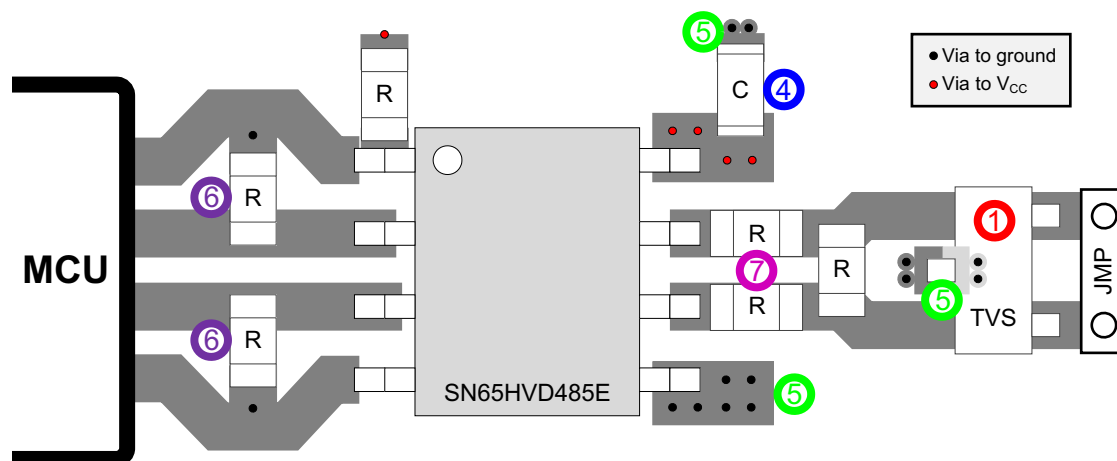 5
Via to ground
Via to VCC
R
C
4
R
6
R
1
MCU
7
R
5
JMP
R
TVS
6
R
SN65HVD485E
5